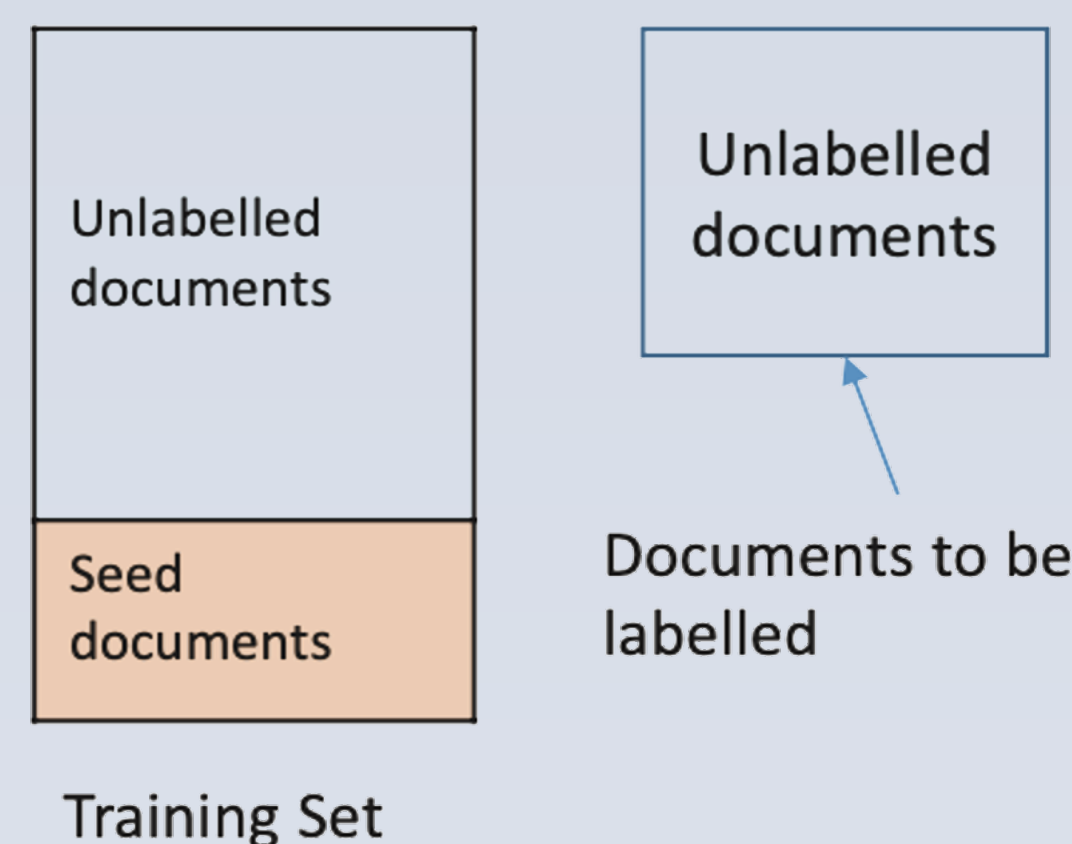 Unlabelled
documents
Seed
documents
Training Set
Unlabelled
documents
Documents to be
labelled